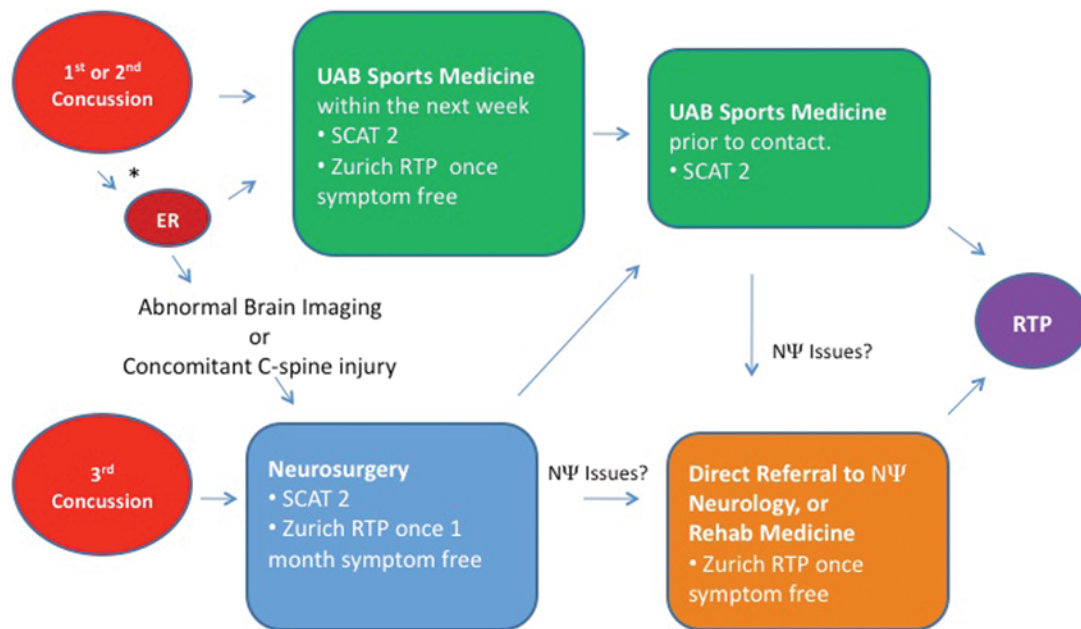 1st or 2nd
Concussion
*
ER
UAB Sports Medicine
within the next week
• SCAT 2
• Zurich RTP once
symptom free
UAB Sports Medicine
prior to contact.
• SCAT 2
Abnormal Brain Imaging
or
Concomitant C-spine injury
NΨ Issues?
RTP
3rd
Concussion
Neurosurgery
• SCAT 2
• Zurich RTP once 1
month symptom free
NΨ Issues?
Direct Referral to NΨ
Neurology, or
Rehab Medicine
• Zurich RTP once
symptom free